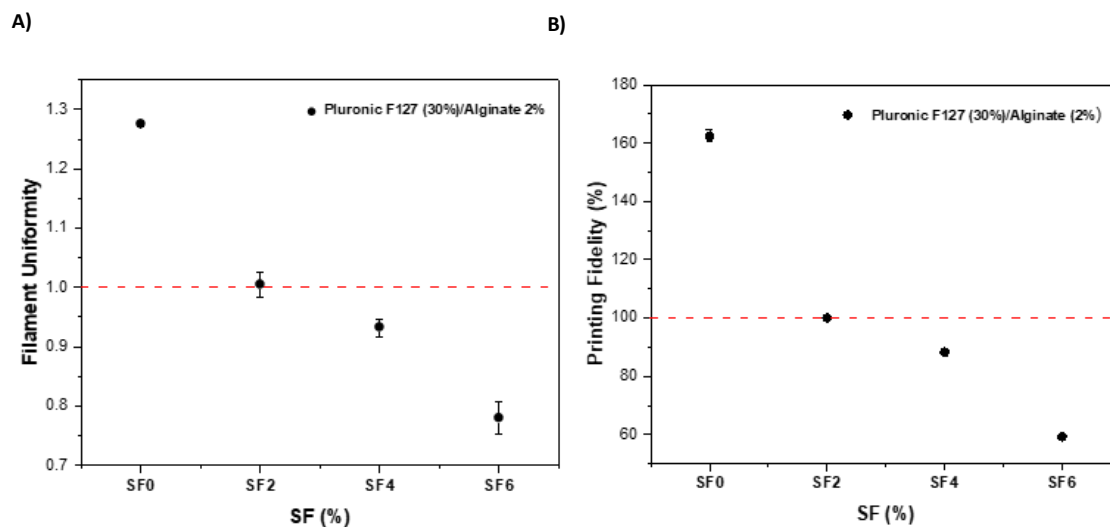 A)
B)
Filament Uniformity
1.3
1.2
1.1
1.0
0.9
0.8
0.7
Pluronic F127 (30%)/Alginate 2%
SF0
SF2
SF4
SF6
SF (%)
Printing Fidelity (%)
180
160
140
120
100
80
60
Pluronic F127 (30%)/Alginate (2%)
SF0
SF2
SF4
SF6
SF (%)